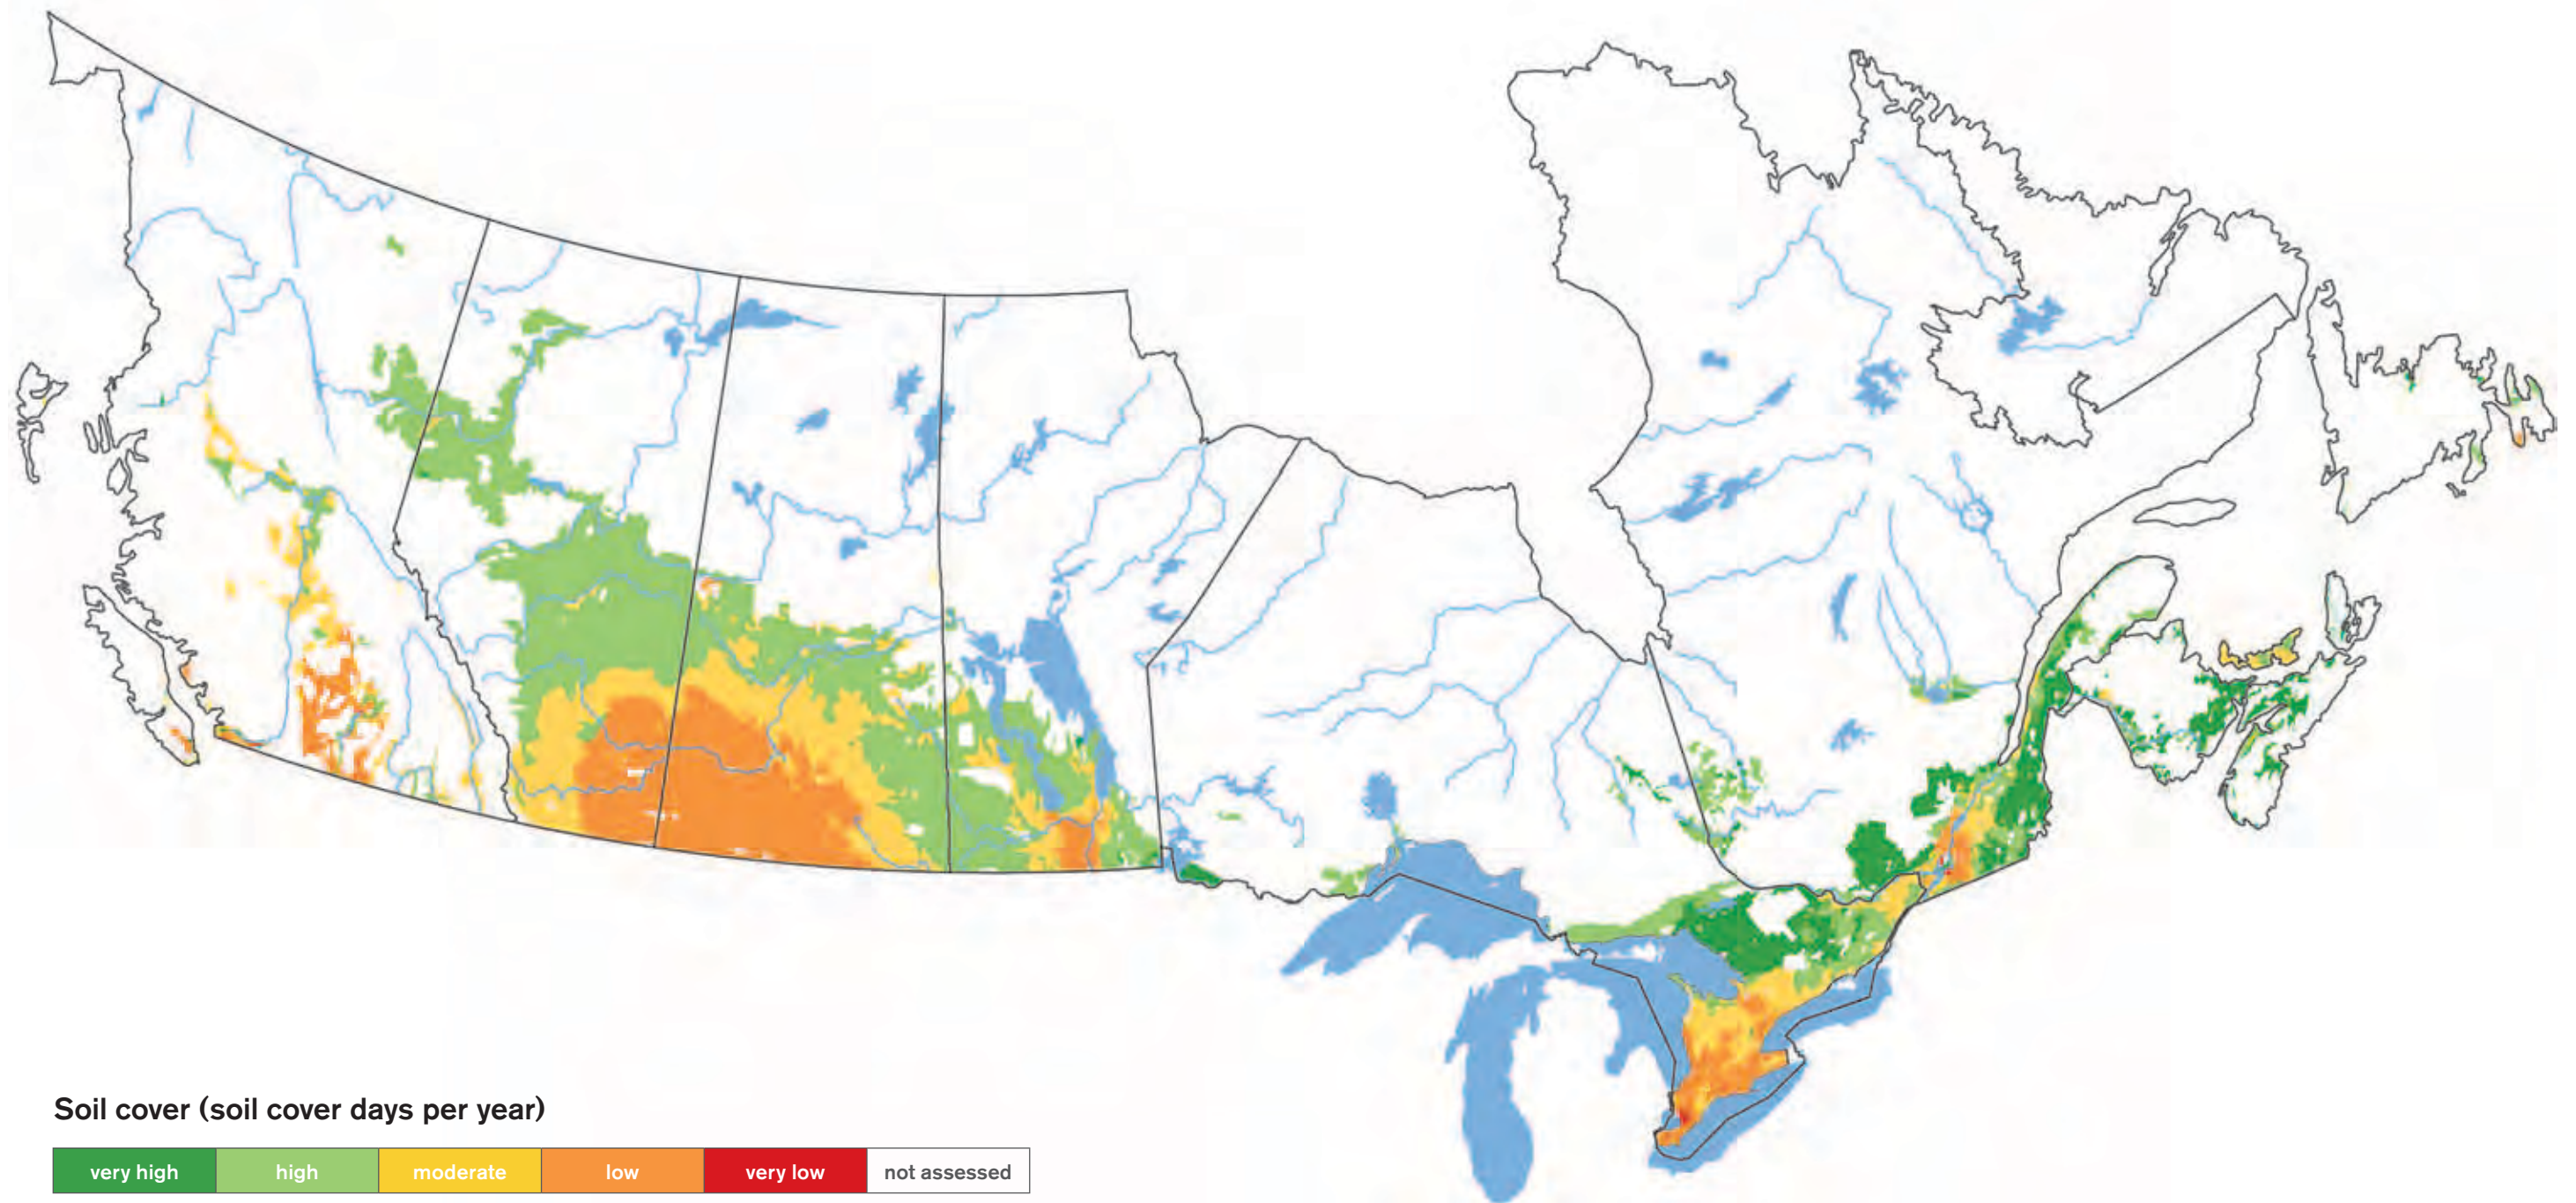 Soil cover (soil cover days per year)
very high high moderate low very low not assessed